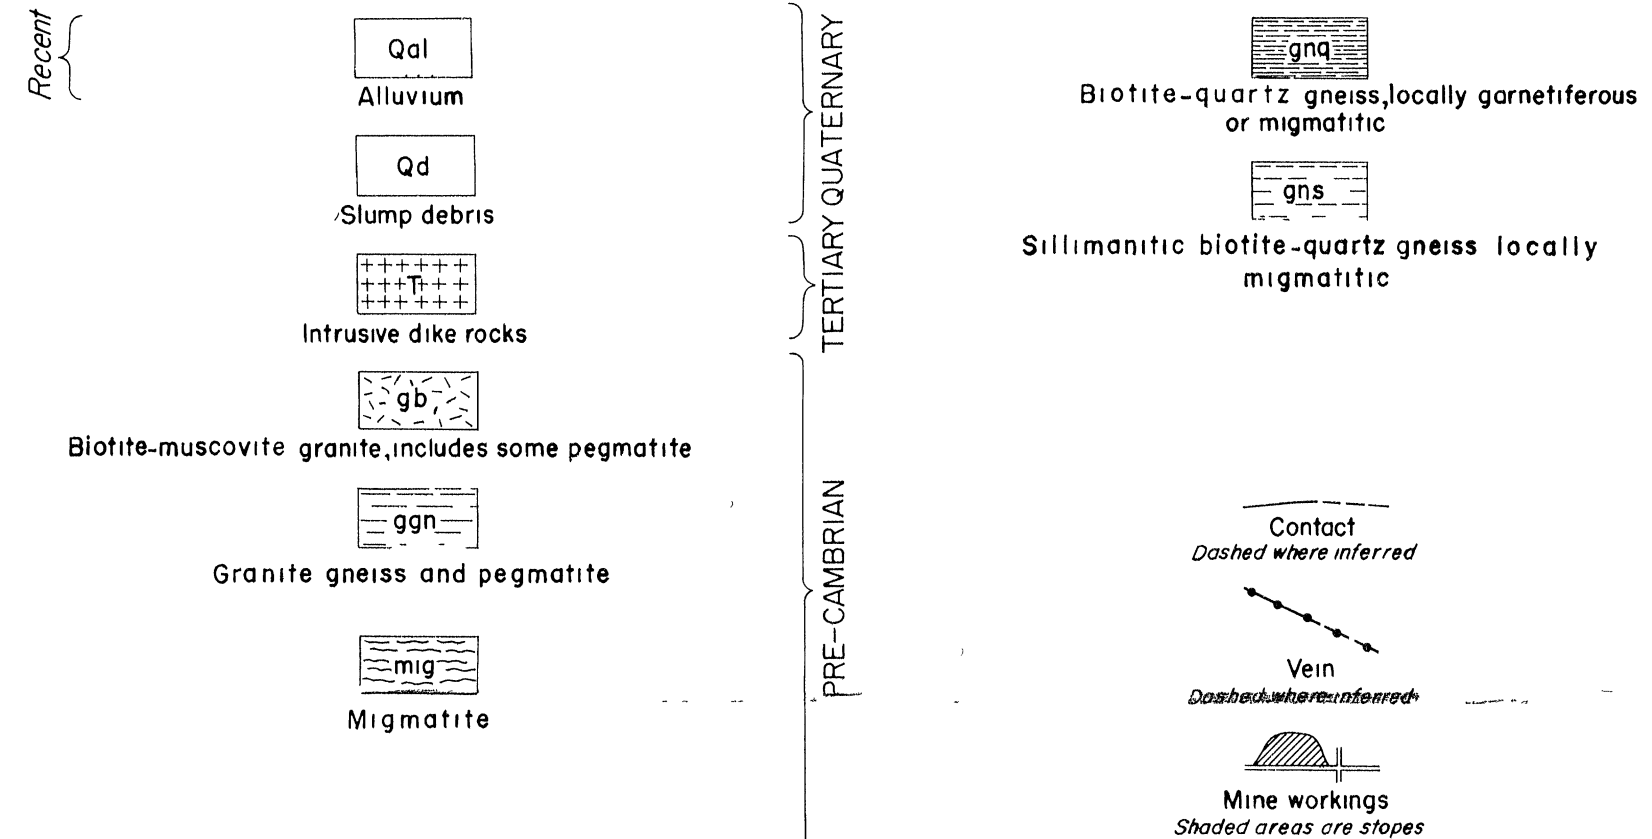 Recent
Qal
Alluvium
Qd
Slump debris
QUATERNARY
T
Intrusive dike rocks
TERTIARY
gb
Biotite-muscovite granite, includes some pegmatite
ggn
Granite gneiss and pegmatite
mig
Migmatite
PRE-CAMBRIAN
gnq
Biotite-quartz gneiss, locally garnetiferous
or migmatitic
gns
Sillimanitic biotite-quartz gneiss locally
migmatitic
Contact
Dashed where inferred
Vein
Dashed where inferred
Mine workings
Shaded areas are stopes